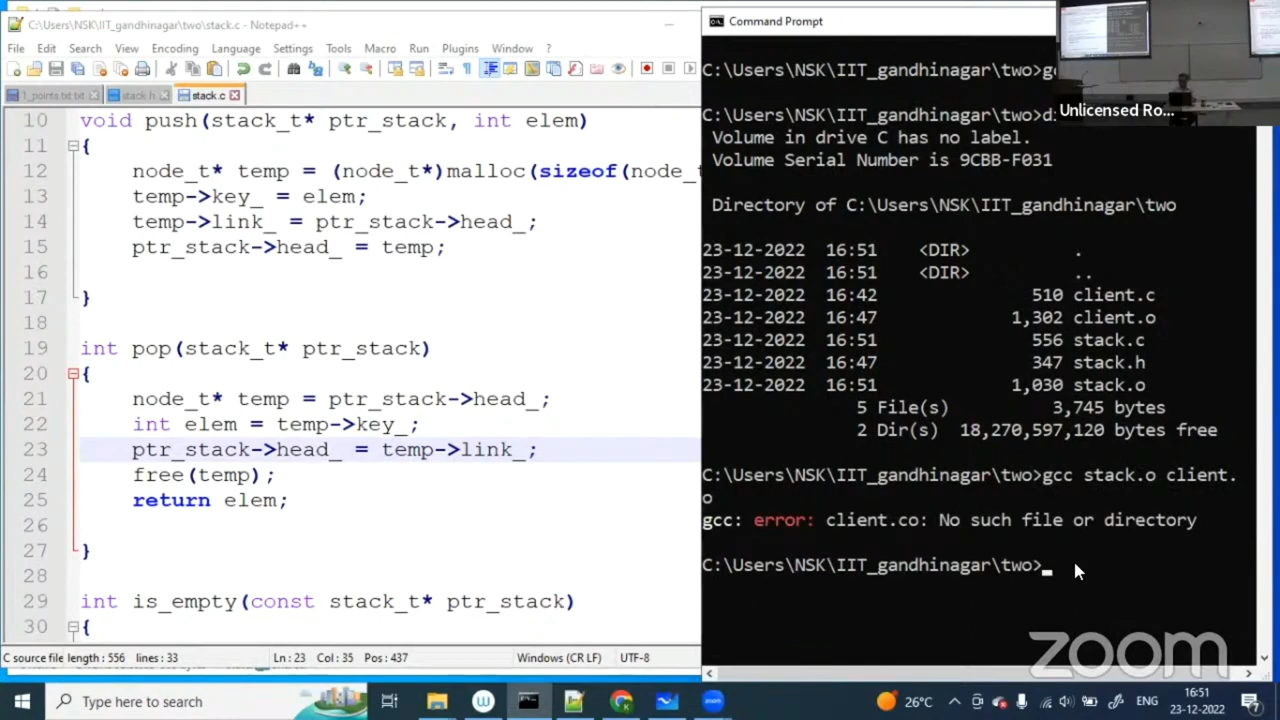 C:\Users\NSK\IIT_gandhinagar\two\stack.c - Notepad++
File Edit Search View Encoding Language Settings Tools Macro Run Plugins Window ?
1_points.txt.txt stack.h stack.c
10 void push(stack_t* ptr_stack, int elem)
11 {
12 node_t* temp = (node_t*)malloc(sizeof(node_t
13 temp->key_ = elem;
14 temp->link_ = ptr_stack->head_;
15 ptr_stack->head_ = temp;
16
17 }
18
19 int pop(stack_t* ptr_stack)
20 {
21 node_t* temp = ptr_stack->head_;
22 int elem = temp->key_;
23 ptr_stack->head_ = temp->link_;
24 free(temp);
25 return elem;
26
27 }
28
29 int is_empty(const stack_t* ptr_stack)
30 {
C source file length : 556 lines : 33 Ln : 23 Col : 35 Pos : 437 Windows (CR LF) UTF-8
Command Prompt
C:\Users\NSK\IIT_gandhinagar\two>gc
C:\Users\NSK\IIT_gandhinagar\two>d
Volume in drive C has no label.
Volume Serial Number is 9CBB-F031
Directory of C:\Users\NSK\IIT_gandhinagar\two
23-12-2022 16:51 <DIR> .
23-12-2022 16:51 <DIR> ..
23-12-2022 16:42 510 client.c
23-12-2022 16:47 1,302 client.o
23-12-2022 16:51 556 stack.c
23-12-2022 16:47 347 stack.h
23-12-2022 16:51 1,030 stack.o
5 File(s) 3,745 bytes
2 Dir(s) 18,270,597,120 bytes free
C:\Users\NSK\IIT_gandhinagar\two>gcc stack.o client.
o
gcc: error: client.co: No such file or directory
C:\Users\NSK\IIT_gandhinagar\two>
Unlicensed Ro...
zoom
Type here to search
26°C
ENG
16:51
23-12-2022
7